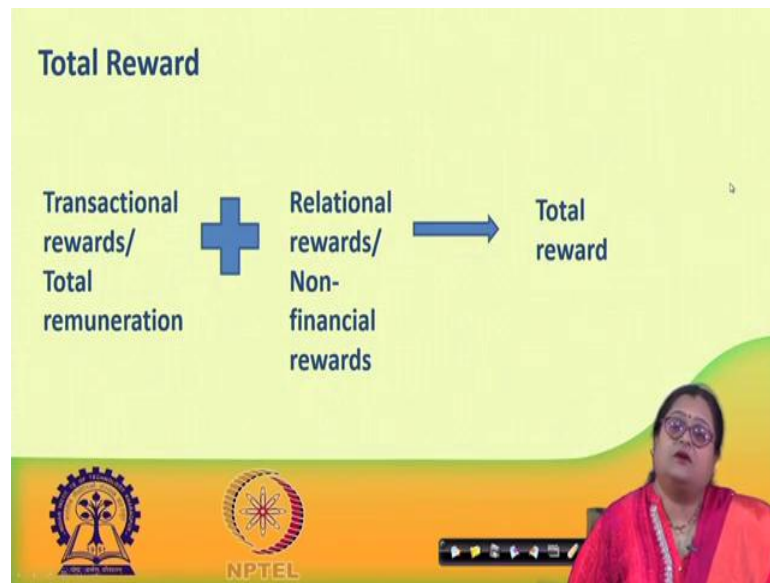 Total Reward
Transactional
rewards/
Total
remuneration
Relational
rewards/
Non-
financial
rewards
Total
reward
NPTEL